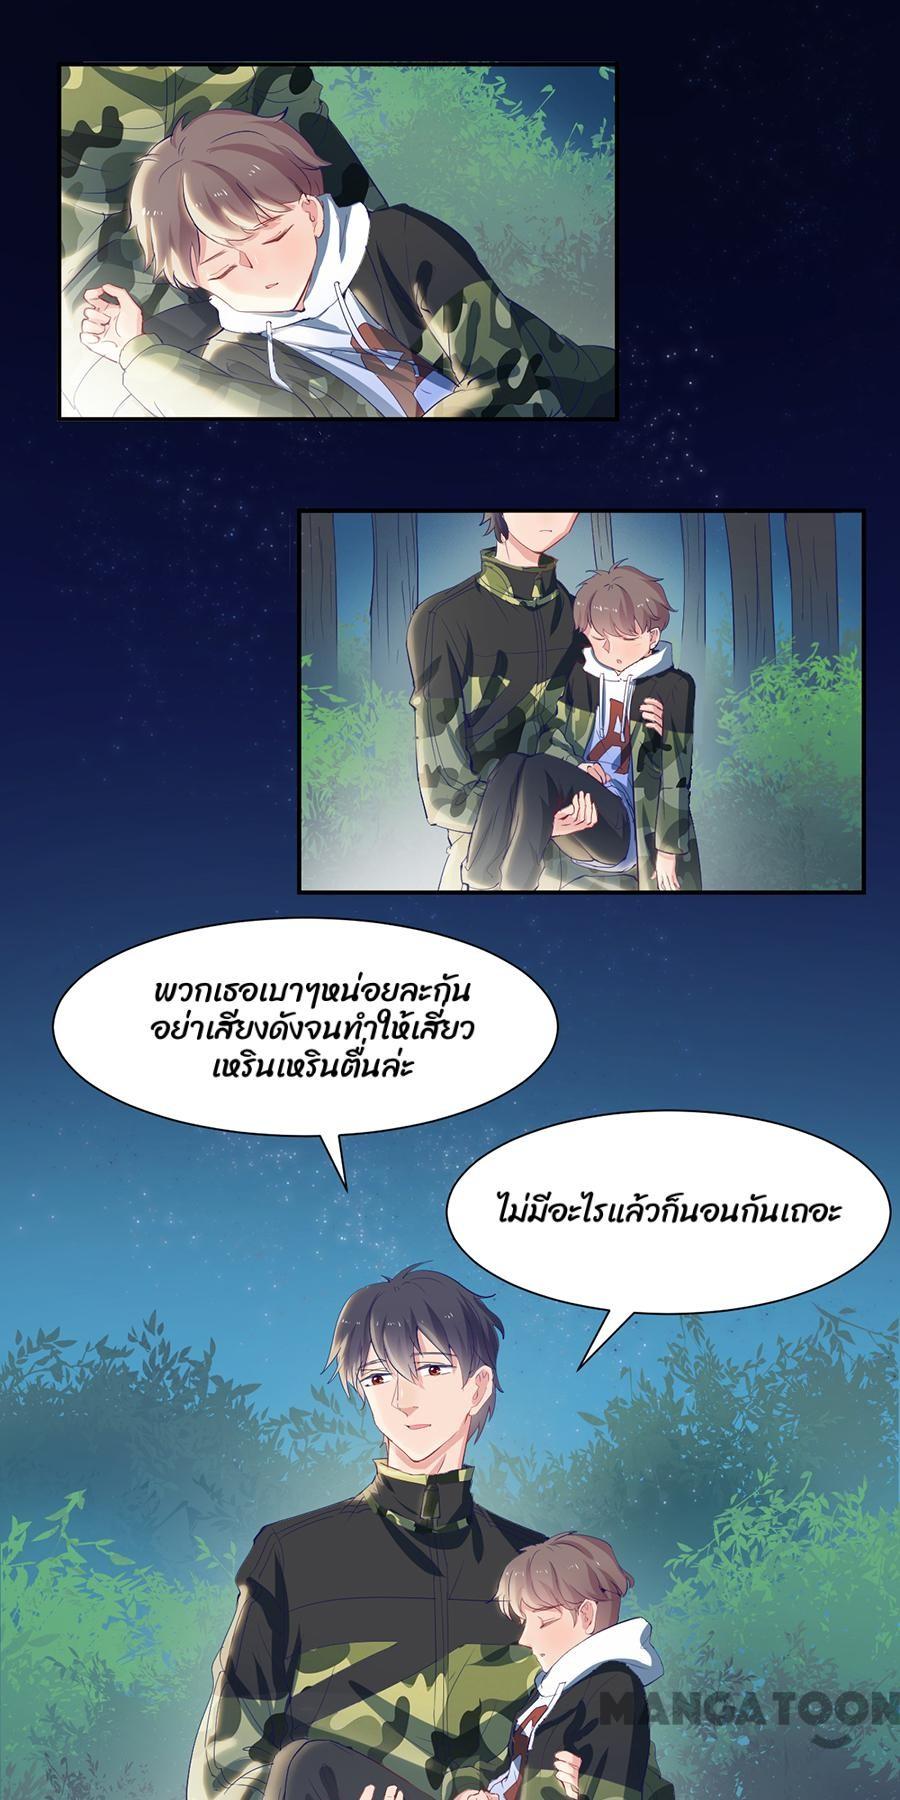 พวกเธอเบาๆหน่อยละกัน
อย่าเสียงดังจนทำให้เสี่ยว
เหรินเหรินตื่นล่ะ
ไม่มีอะไรแล้วก็นอนกันเถอะ
MANGATOON